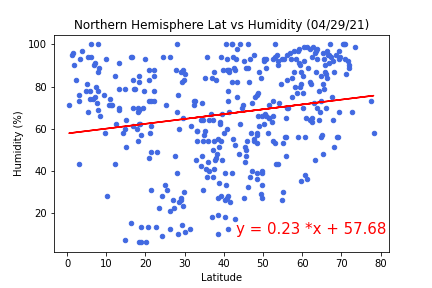 Northern Hemisphere Lat vs Humidity (04/29/21)
100
80
60
40
20
Humidity (%)
y = 0.23 *x + 57.68
0 10 20 30 40 50 60 70 80
Latitude